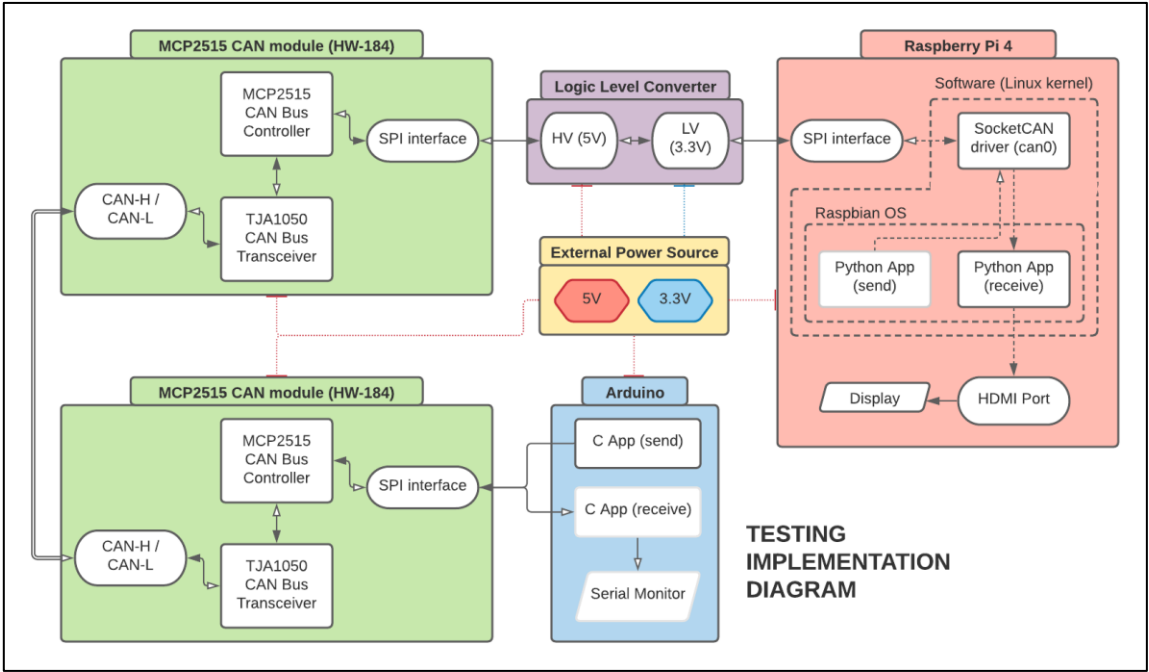 MCP2515 CAN module (HW-184)
MCP2515
CAN Bus
Controller
SPI interface
CAN-H /
CAN-L
TJA1050
CAN Bus
Transceiver
Logic Level Converter
HV (5V)
LV
(3.3V)
External Power Source
5V
3.3V
Raspberry Pi 4
Software (Linux kernel)
SPI interface
SocketCAN
driver (can0)
Raspbian OS
Python App
(send)
Python App
(receive)
Display
HDMI Port
MCP2515 CAN module (HW-184)
MCP2515
CAN Bus
Controller
SPI interface
CAN-H /
CAN-L
TJA1050
CAN Bus
Transceiver
Arduino
C App (send)
C App (receive)
Serial Monitor
TESTING
IMPLEMENTATION
DIAGRAM